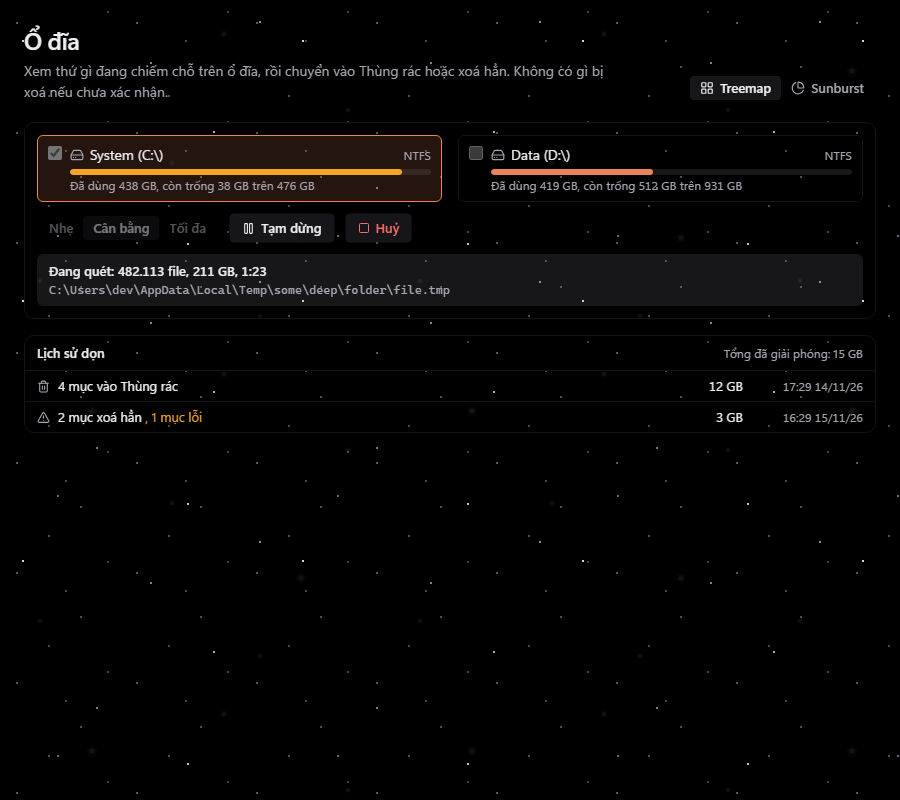 Ổ đĩa
Xem thứ gì đang chiếm chỗ trên ổ đĩa, rồi chuyển vào Thùng rác hoặc xoá hẳn. Không có gì bị
xoá nếu chưa xác nhận.
Treemap Sunburst
System (C:\) NTFS
Đã dùng 438 GB, còn trống 38 GB trên 476 GB
Data (D:\) NTFS
Đã dùng 419 GB, còn trống 512 GB trên 931 GB
Nhẹ Cân bằng Tối đa Tạm dừng Huỷ
Đang quét: 482.113 file, 211 GB, 1:23
C:\Users\dev\AppData\Local\Temp\some\deep\folder\file.tmp
Lịch sử dọn Tổng đã giải phóng: 15 GB
4 mục vào Thùng rác 12 GB 17:29 14/11/26
2 mục xoá hẳn , 1 mục lỗi 3 GB 16:29 15/11/26